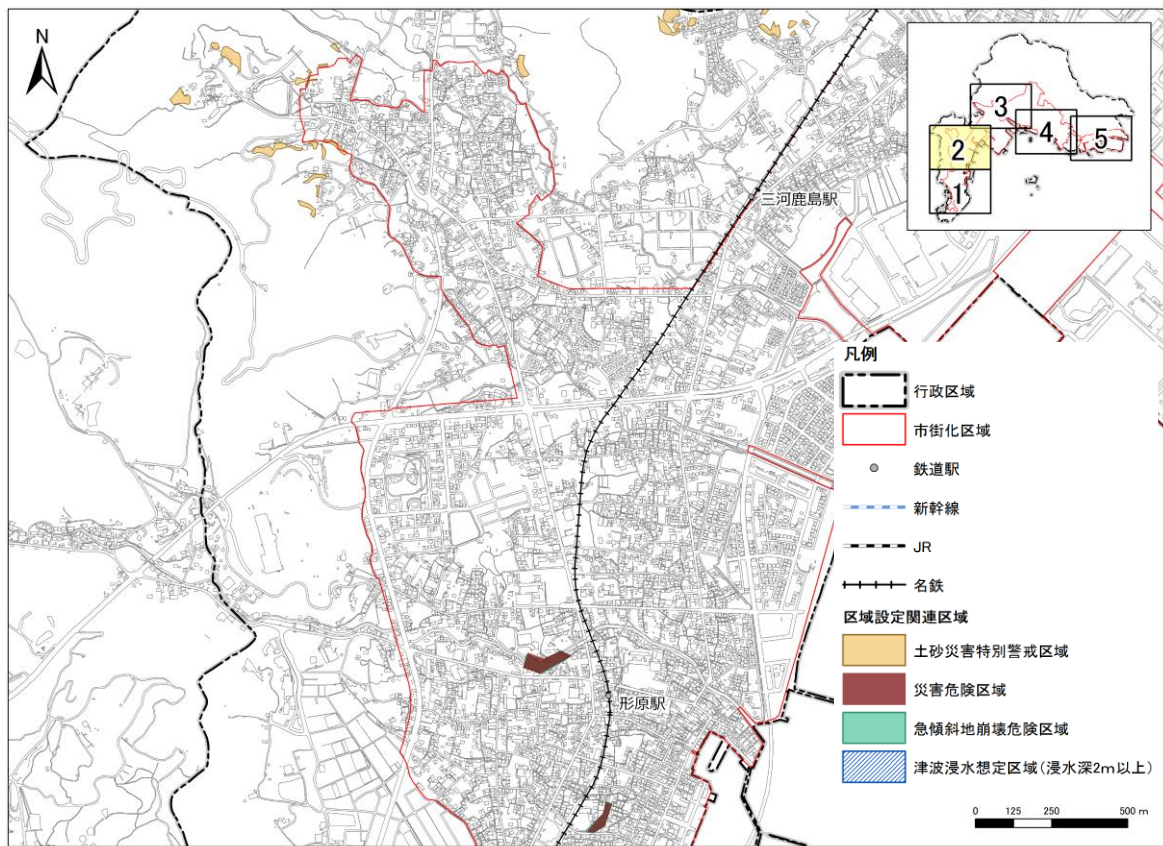 N
三河鹿島駅
形原駅
3
4
5
2
1
凡例
行政区域
市街化区域
鉄道駅
新幹線
JR
名鉄
区域設定関連区域
土砂災害特別警戒区域
災害危険区域
急傾斜地崩壊危険区域
津波浸水想定区域(浸水深2m以上)
0 125 250 500 m